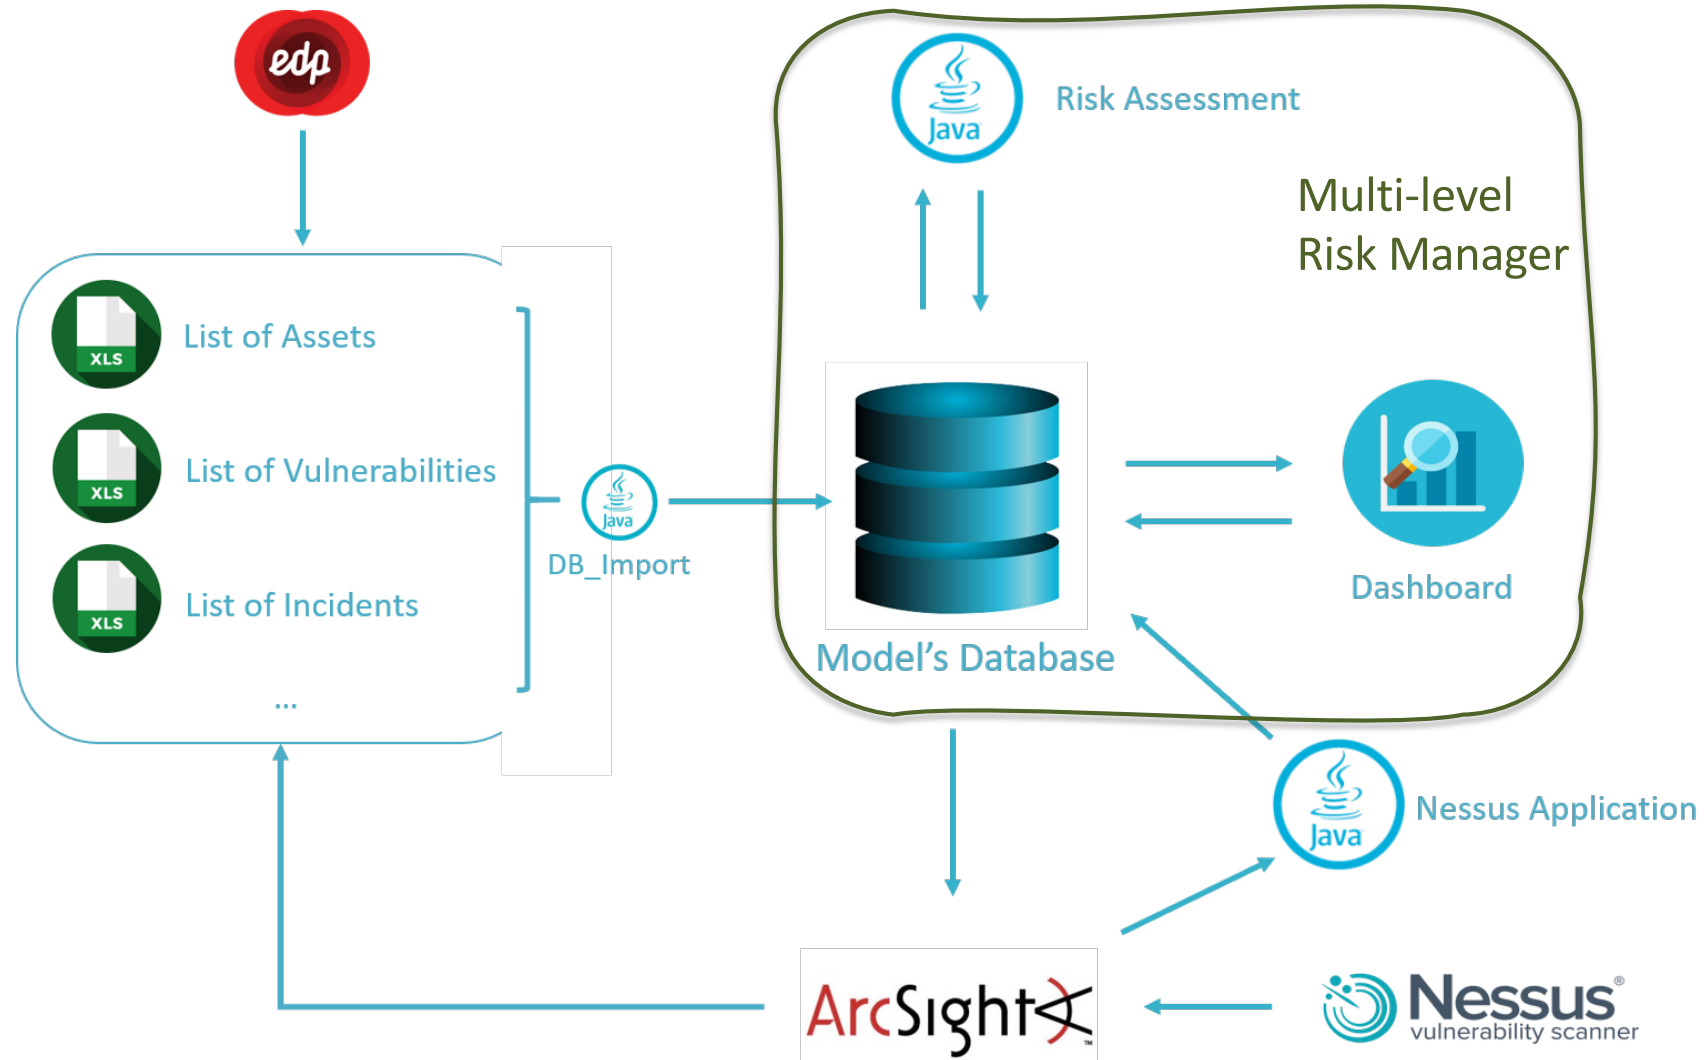 edp
Java
Risk Assessment
Multi-level
Risk Manager
XLS
List of Assets
XLS
List of Vulnerabilities
Java
DB_Import
XLS
List of Incidents
...
Model's Database
Dashboard
Java
Nessus Application
ArcSight
™
Nessus®
vulnerability scanner